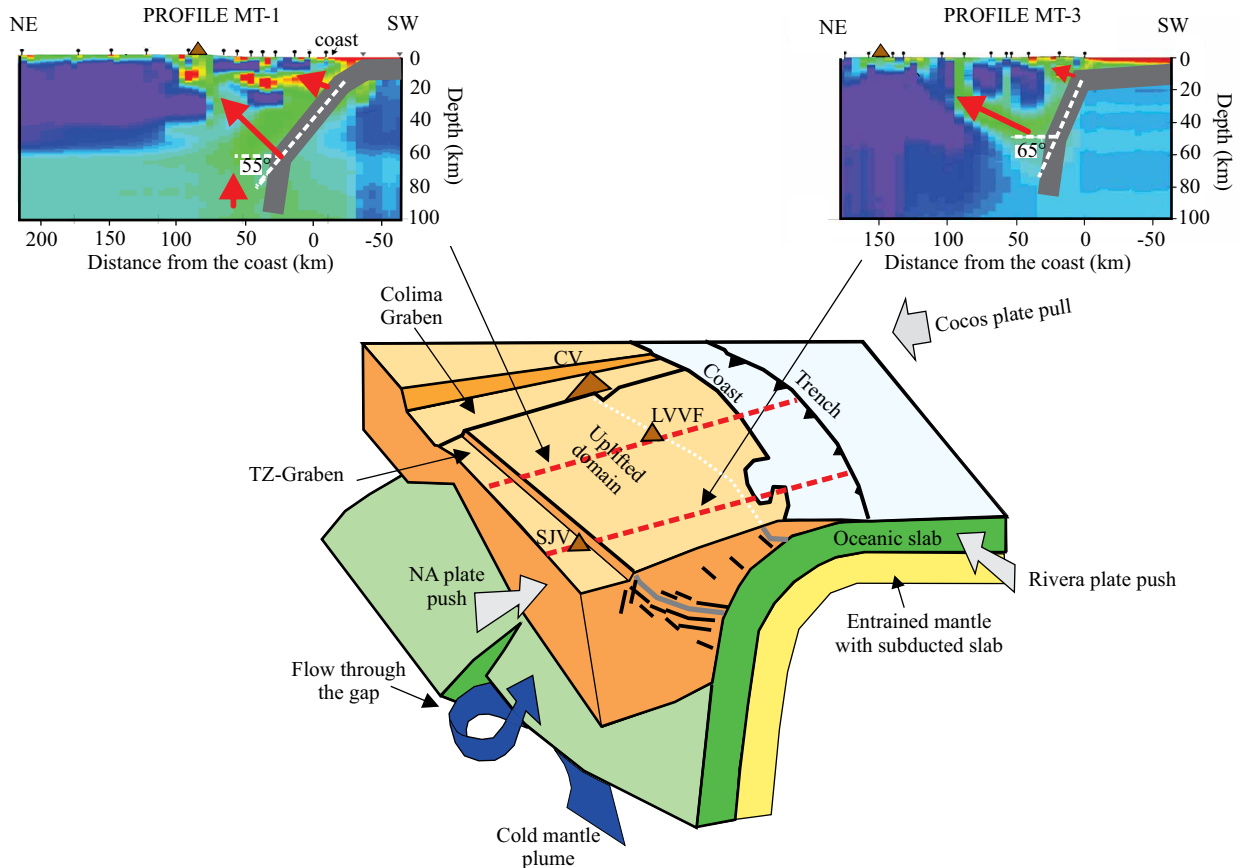 NE
PROFILE MT-1
SW
coast
0
20
40
60
80
100
Depth (km)
55°
200
150
100
50
0
-50
Distance from the coast (km)
NE
PROFILE MT-3
SW
0
20
40
60
80
100
Depth (km)
65°
150
100
50
0
-50
Distance from the coast (km)
Colima
Graben
Cocos plate pull
CV
Coast
Trench
LVVF
Uplifted
domain
TZ-Graben
SJV
Oceanic slab
NA plate
push
Rivera plate push
Entrained mantle
with subducted slab
Flow through
the gap
Cold mantle
plume